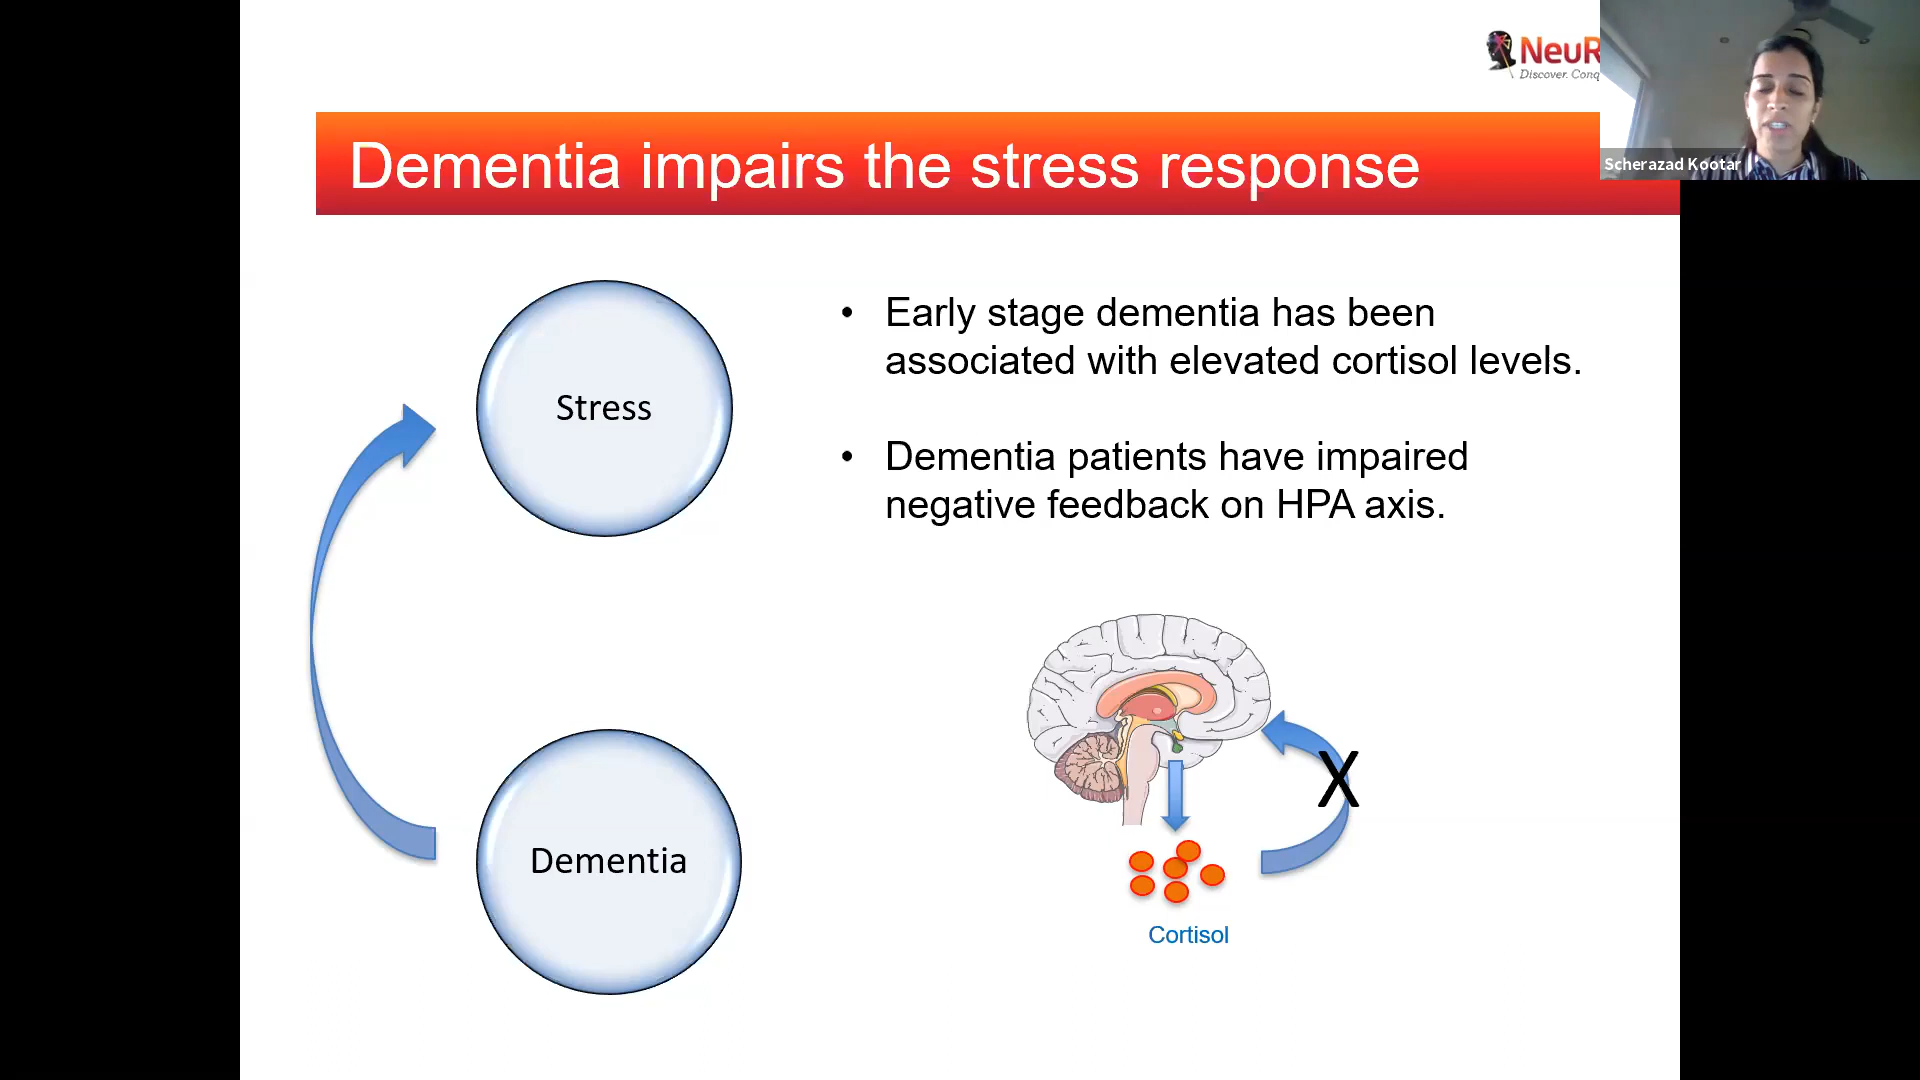 NeuR
Discover. Conq
Scherazad Kootar
Dementia impairs the stress response
Stress
Dementia
• Early stage dementia has been
associated with elevated cortisol levels.
• Dementia patients have impaired
negative feedback on HPA axis.
X
Cortisol